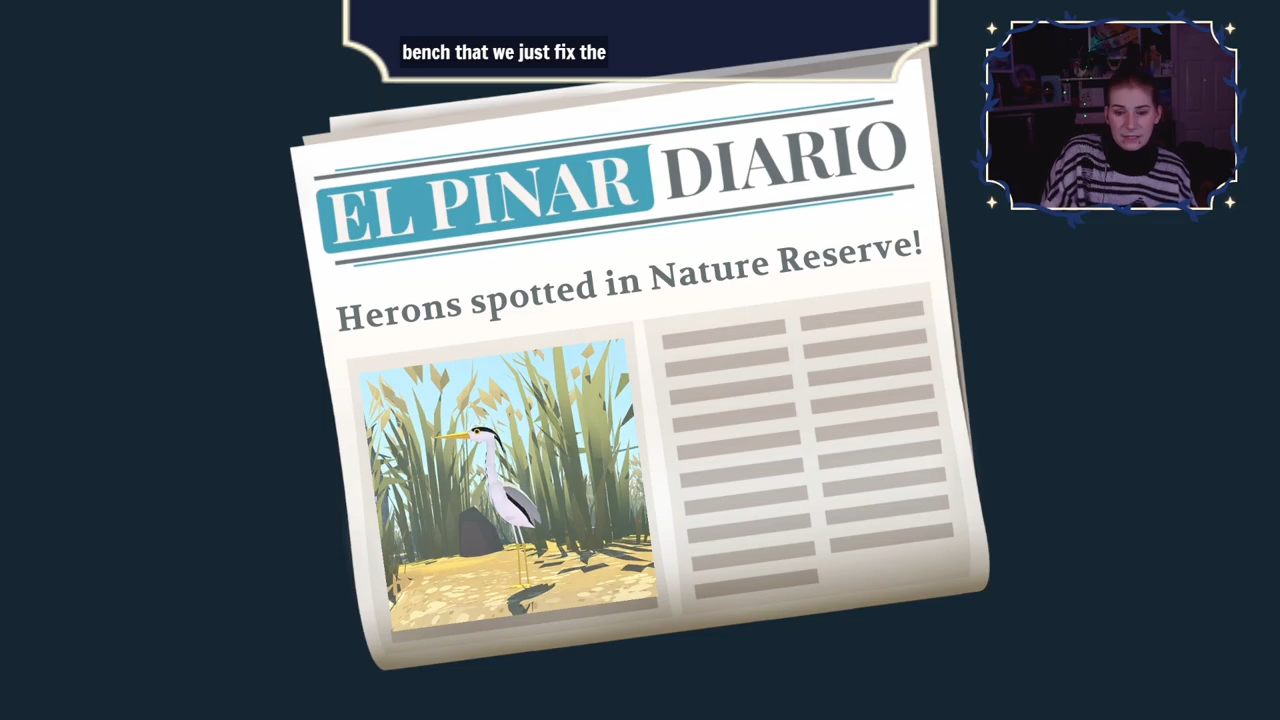 bench that we just fix the
EL PINAR DIARIO
Herons spotted in Nature Reserve!